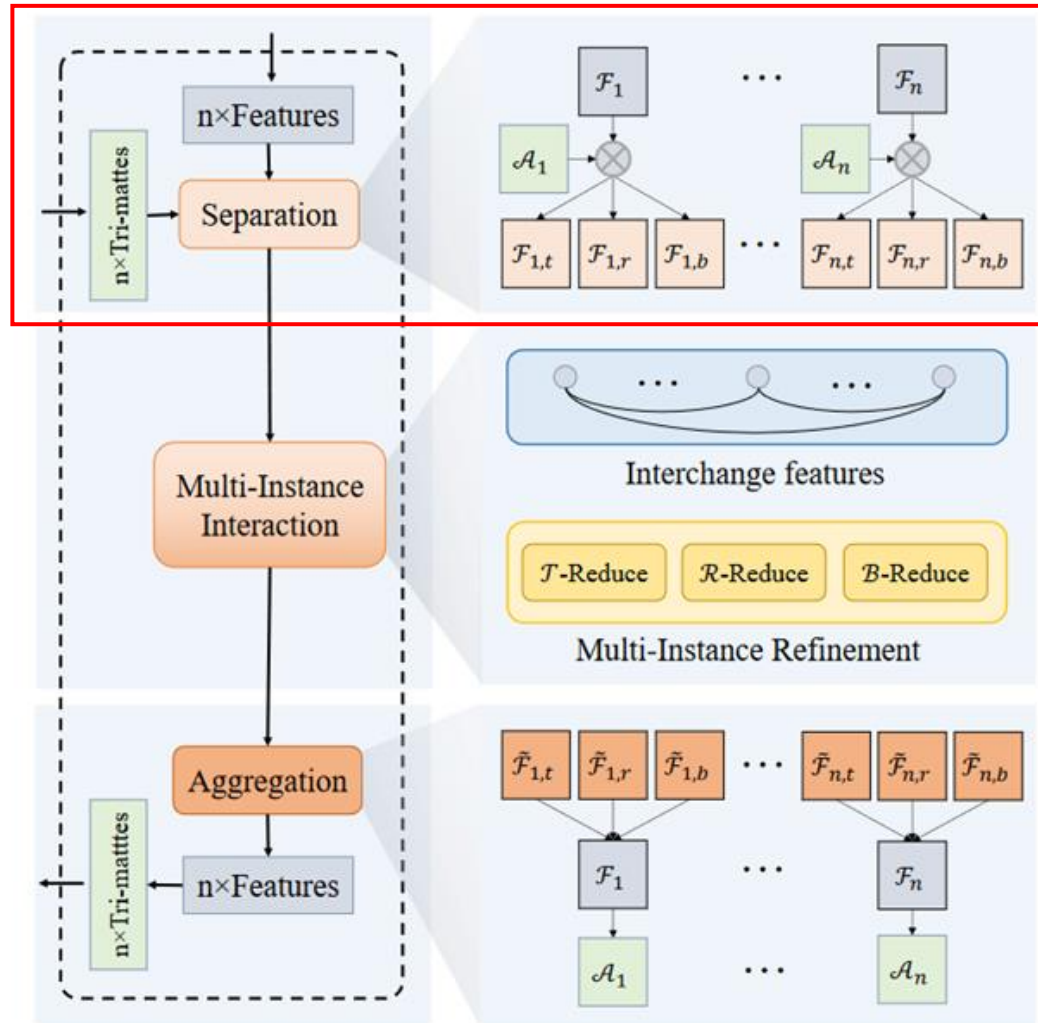 n×Features
n×Tri-mattes
Separation
ℱ₁ ··· ℱₙ
𝒜₁ 𝒜ₙ
ℱ₁,ₜ ℱ₁,ᵣ ℱ₁,b ··· ℱₙ,ₜ ℱₙ,ᵣ ℱₙ,b
Multi-Instance
Interaction
··· ···
Interchange features
𝒯-Reduce ℛ-Reduce ℬ-Reduce
Multi-Instance Refinement
Aggregation
n×Features
n×Tri-matttes
ℱ̃₁,ₜ ℱ̃₁,ᵣ ℱ̃₁,b ··· ℱ̃ₙ,ₜ ℱ̃ₙ,ᵣ ℱ̃ₙ,b
ℱ₁ ··· ℱₙ
𝒜₁ ··· 𝒜ₙ